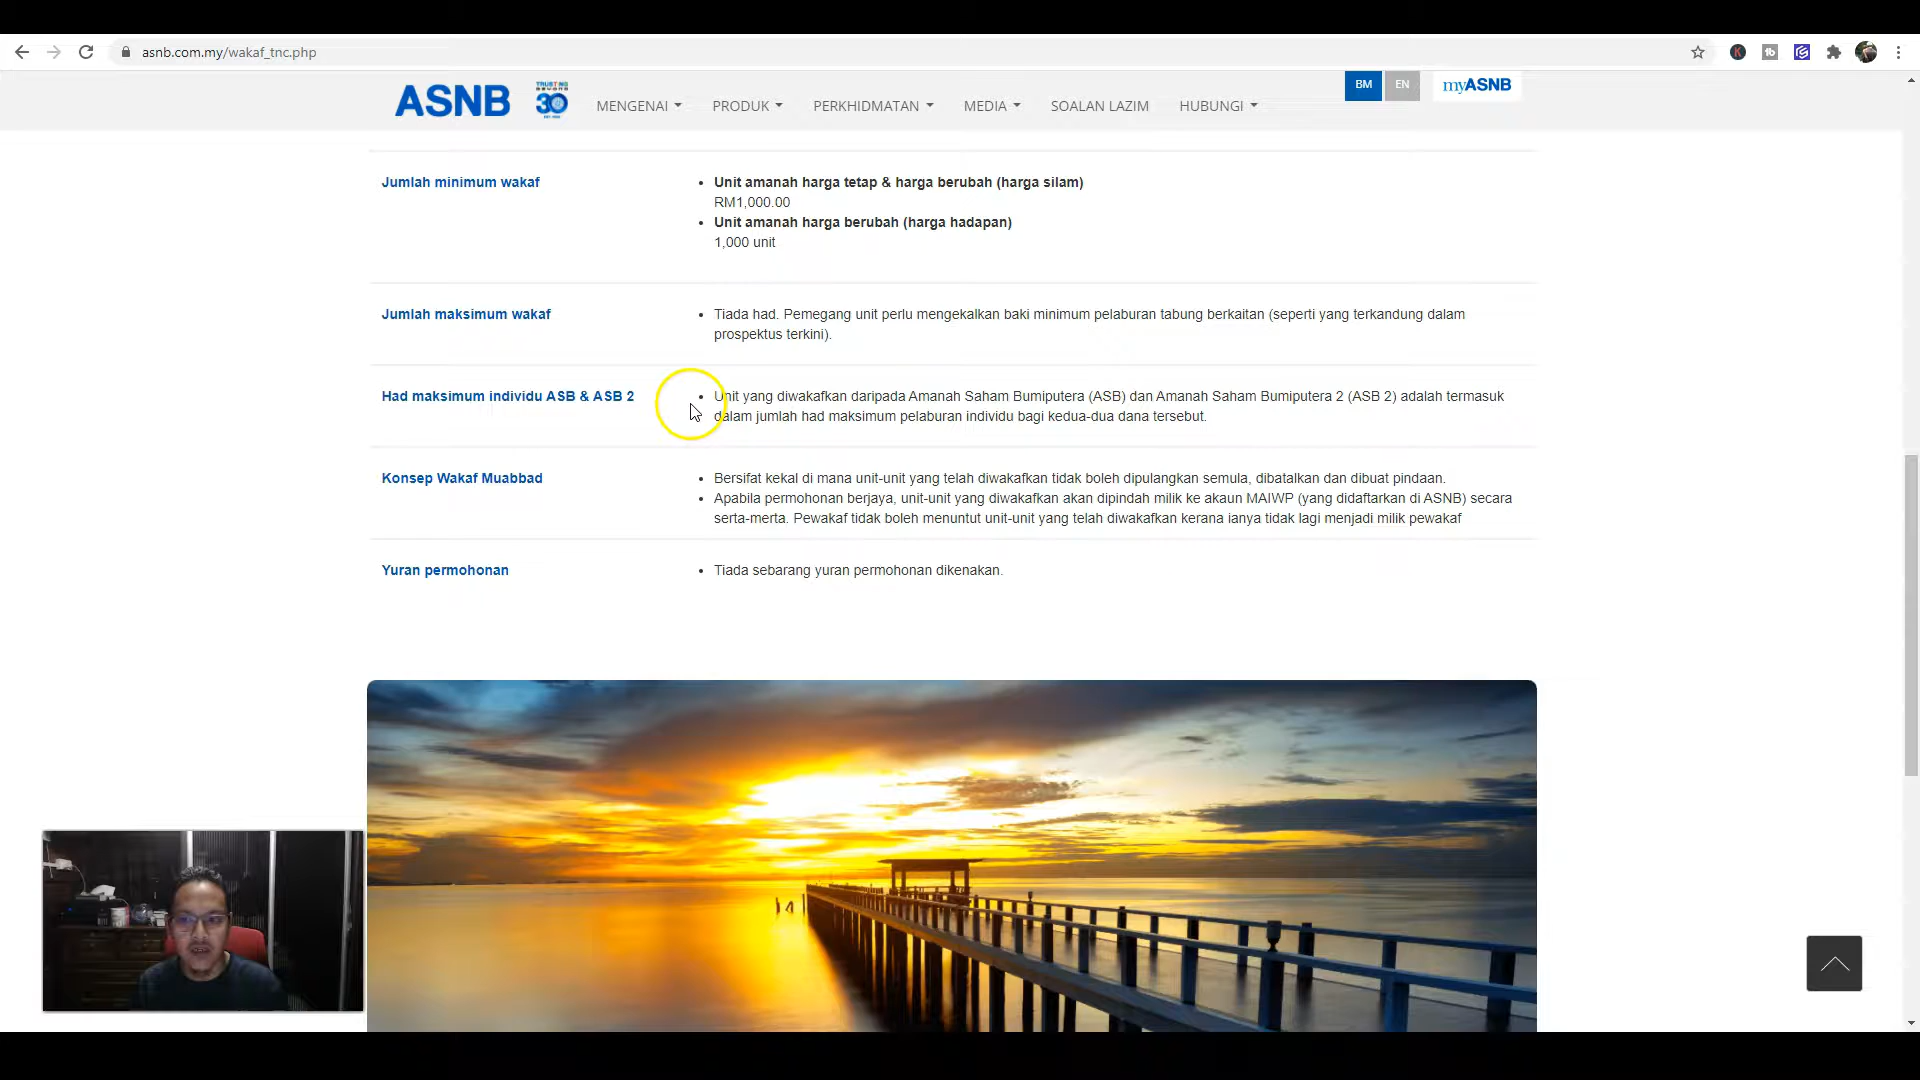 asnb.com.my/wakaf_tnc.php
ASNB
TRUSTING
30
MENGENAI
PRODUK
PERKHIDMATAN
MEDIA
SOALAN LAZIM
HUBUNGI
BM
EN
myASNB
Jumlah minimum wakaf
Unit amanah harga tetap & harga berubah (harga silam)
RM1,000.00
Unit amanah harga berubah (harga hadapan)
1,000 unit
Jumlah maksimum wakaf
Tiada had. Pemegang unit perlu mengekalkan baki minimum pelaburan tabung berkaitan (seperti yang terkandung dalam
prospektus terkini).
Had maksimum individu ASB & ASB 2
Unit yang diwakafkan daripada Amanah Saham Bumiputera (ASB) dan Amanah Saham Bumiputera 2 (ASB 2) adalah termasuk
dalam jumlah had maksimum pelaburan individu bagi kedua-dua dana tersebut.
Konsep Wakaf Muabbad
Bersifat kekal di mana unit-unit yang telah diwakafkan tidak boleh dipulangkan semula, dibatalkan dan dibuat pindaan.
Apabila permohonan berjaya, unit-unit yang diwakafkan akan dipindah milik ke akaun MAIWP (yang didaftarkan di ASNB) secara
serta-merta. Pewakaf tidak boleh menuntut unit-unit yang telah diwakafkan kerana ianya tidak lagi menjadi milik pewakaf
Yuran permohonan
Tiada sebarang yuran permohonan dikenakan.